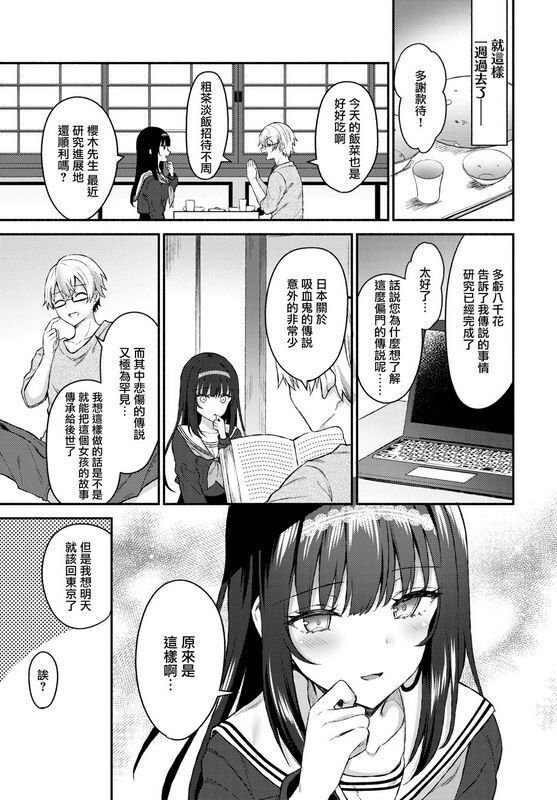 就這樣
一週過去了——
多謝款待！
今天的飯菜也是
好好吃啊
粗茶淡飯招待不周
櫻木先生最近
研究進展地
還順利嗎？
多虧八千花
告訴了我傳說的事情
研究已經完成了
太好了…
話說您為什麼想了解
這麼偏門的傳說呢…
日本關於
吸血鬼的傳說
意外的非常少
而其中悲傷的傳說
又極為罕見…
我想這樣做的話是不是
就能把這個女孩的故事
傳承給後世了
原來是
這樣啊…
但是我想明天
就該回東京了
誒？